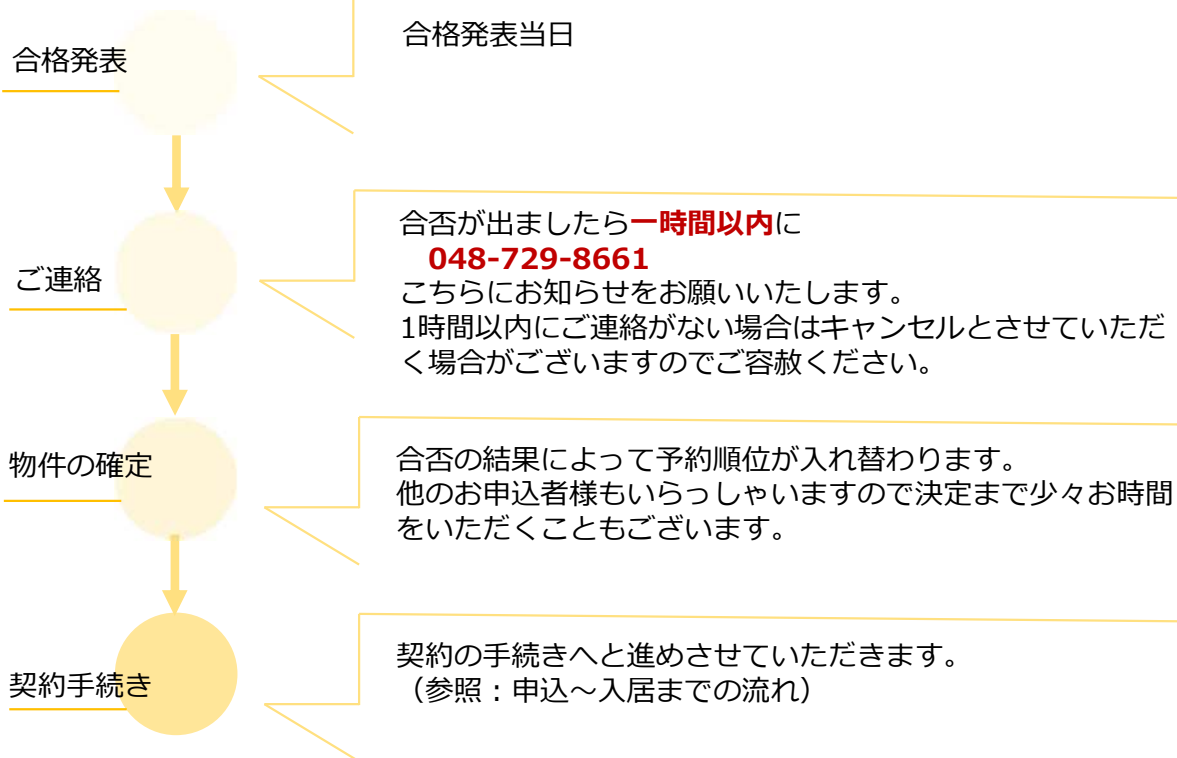 合格発表
合格発表当日
ご連絡
合否が出ましたら一時間以内に
048-729-8661
こちらにお知らせをお願いいたします。
1時間以内にご連絡がない場合はキャンセルとさせていただ
く場合がございますのでご容赦ください。
物件の確定
合否の結果によって予約順位が入れ替わります。
他のお申込者様もいらっしゃいますので決定まで少々お時間
をいただくこともございます。
契約手続き
契約の手続きへと進めさせていただきます。
（参照：申込～入居までの流れ）